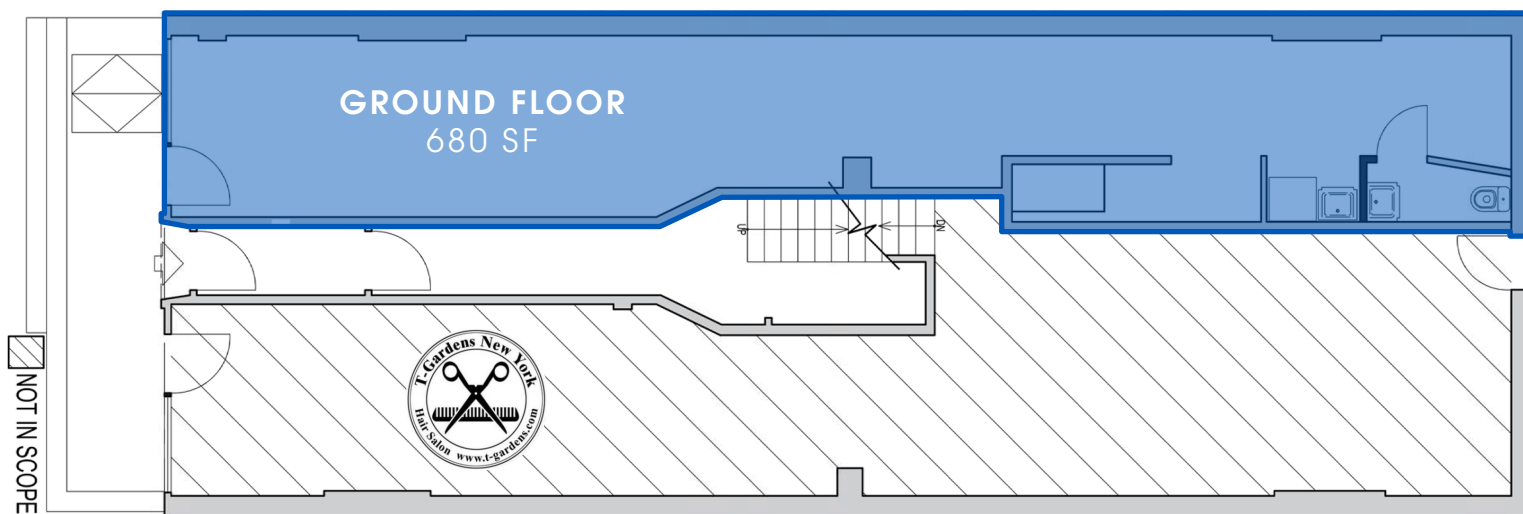 GROUND FLOOR
680 SF
UP
DN
T-Gardens New York
Hair Salon www.t-gardens.com
NOT IN SCOPE